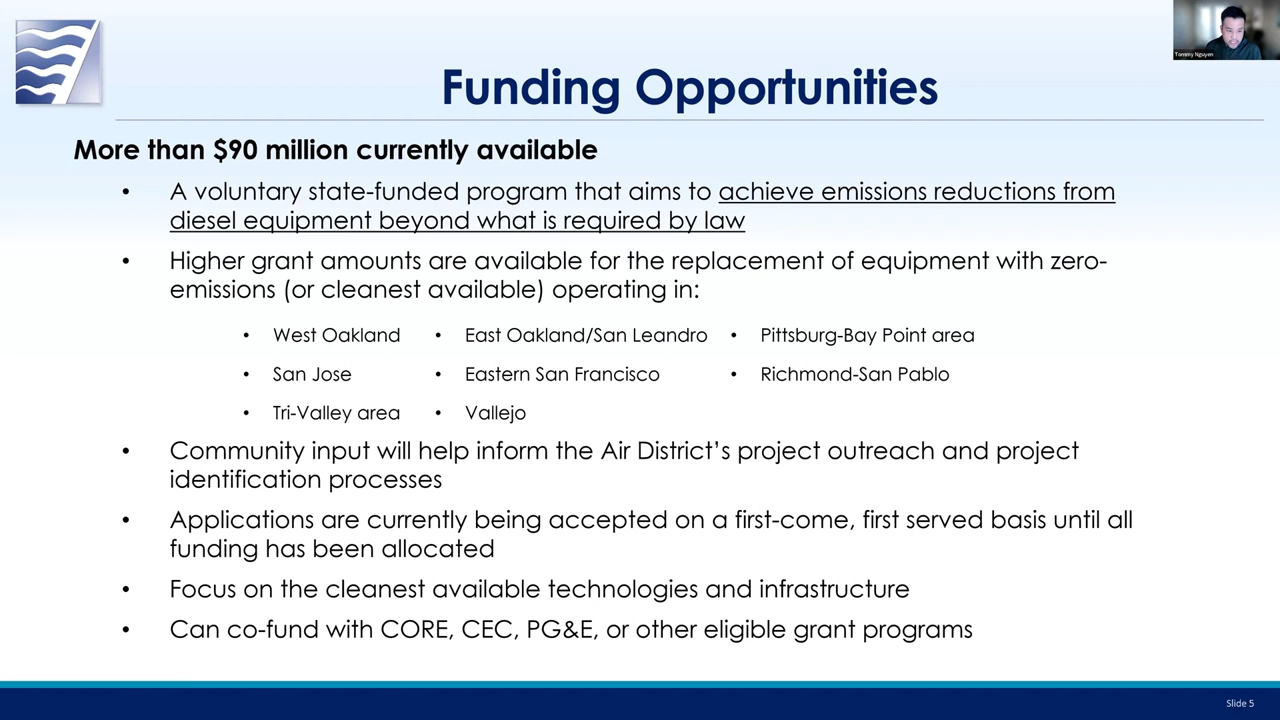 Tommy Nguyen
Funding Opportunities
More than $90 million currently available
• A voluntary state-funded program that aims to achieve emissions reductions from
diesel equipment beyond what is required by law
• Higher grant amounts are available for the replacement of equipment with zero-
emissions (or cleanest available) operating in:
• West Oakland • East Oakland/San Leandro • Pittsburg-Bay Point area
• San Jose • Eastern San Francisco • Richmond-San Pablo
• Tri-Valley area • Vallejo
• Community input will help inform the Air District’s project outreach and project
identification processes
• Applications are currently being accepted on a first-come, first served basis until all
funding has been allocated
• Focus on the cleanest available technologies and infrastructure
• Can co-fund with CORE, CEC, PG&E, or other eligible grant programs
Slide 5